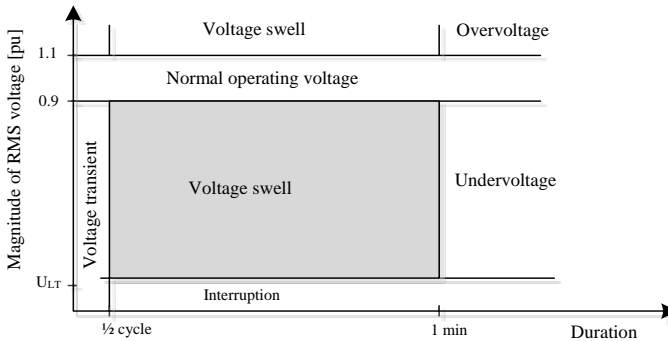 Magnitude of RMS voltage [pu]
Voltage swell
Overvoltage
1.1
Normal operating voltage
0.9
Voltage transient
Voltage swell
Undervoltage
ULT
Interruption
½ cycle
1 min
Duration